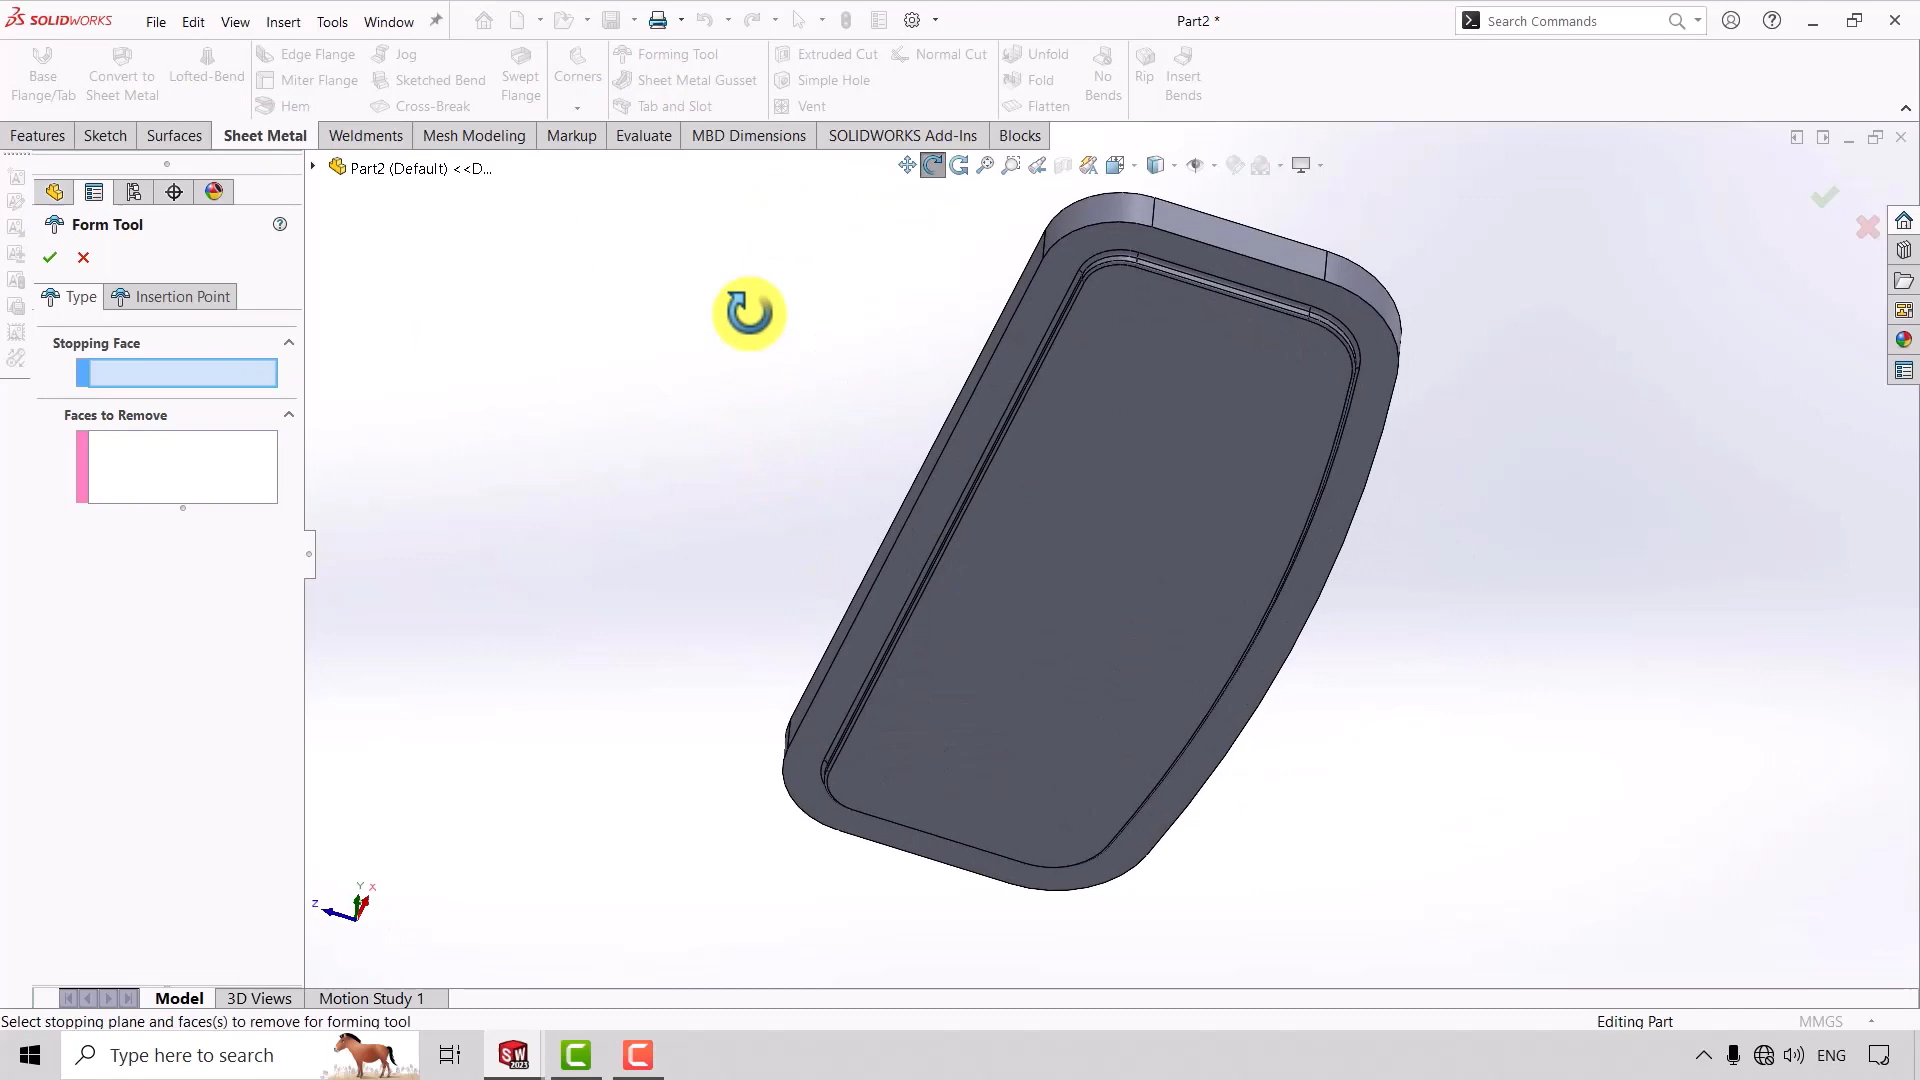 SOLIDWORKS
File
Edit
View
Insert
Tools
Window
Part2 *
Search Commands
Base
Flange/Tab
Convert to
Sheet Metal
Lofted-Bend
Edge Flange
Miter Flange
Hem
Jog
Sketched Bend
Cross-Break
Swept
Flange
Corners
Forming Tool
Sheet Metal Gusset
Tab and Slot
Extruded Cut
Simple Hole
Vent
Normal Cut
Unfold
Fold
Flatten
No
Bends
Rip
Insert
Bends
Features
Sketch
Surfaces
Sheet Metal
Weldments
Mesh Modeling
Markup
Evaluate
MBD Dimensions
SOLIDWORKS Add-Ins
Blocks
Part2 (Default) <<D...
Form Tool
Type
Insertion Point
Stopping Face
Faces to Remove
Y
X
Z
Model
3D Views
Motion Study 1
Select stopping plane and faces(s) to remove for forming tool
Editing Part
MMGS
Type here to search
SW
2023
ENG